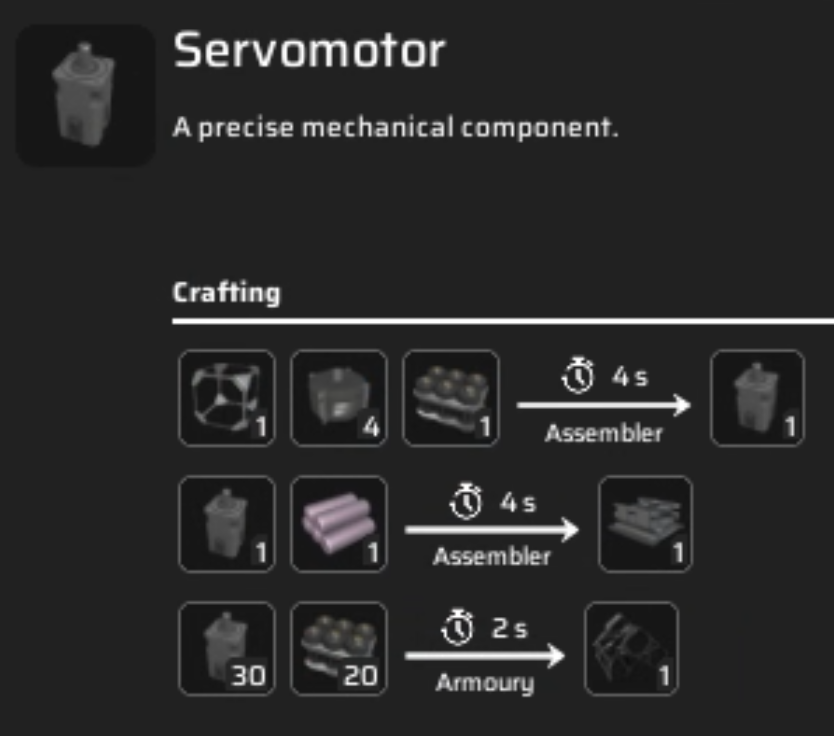 Servomotor
A precise mechanical component.
Crafting
1 4 1 4 s Assembler 1
1 1 4 s Assembler 1
30 20 2 s Armoury 1